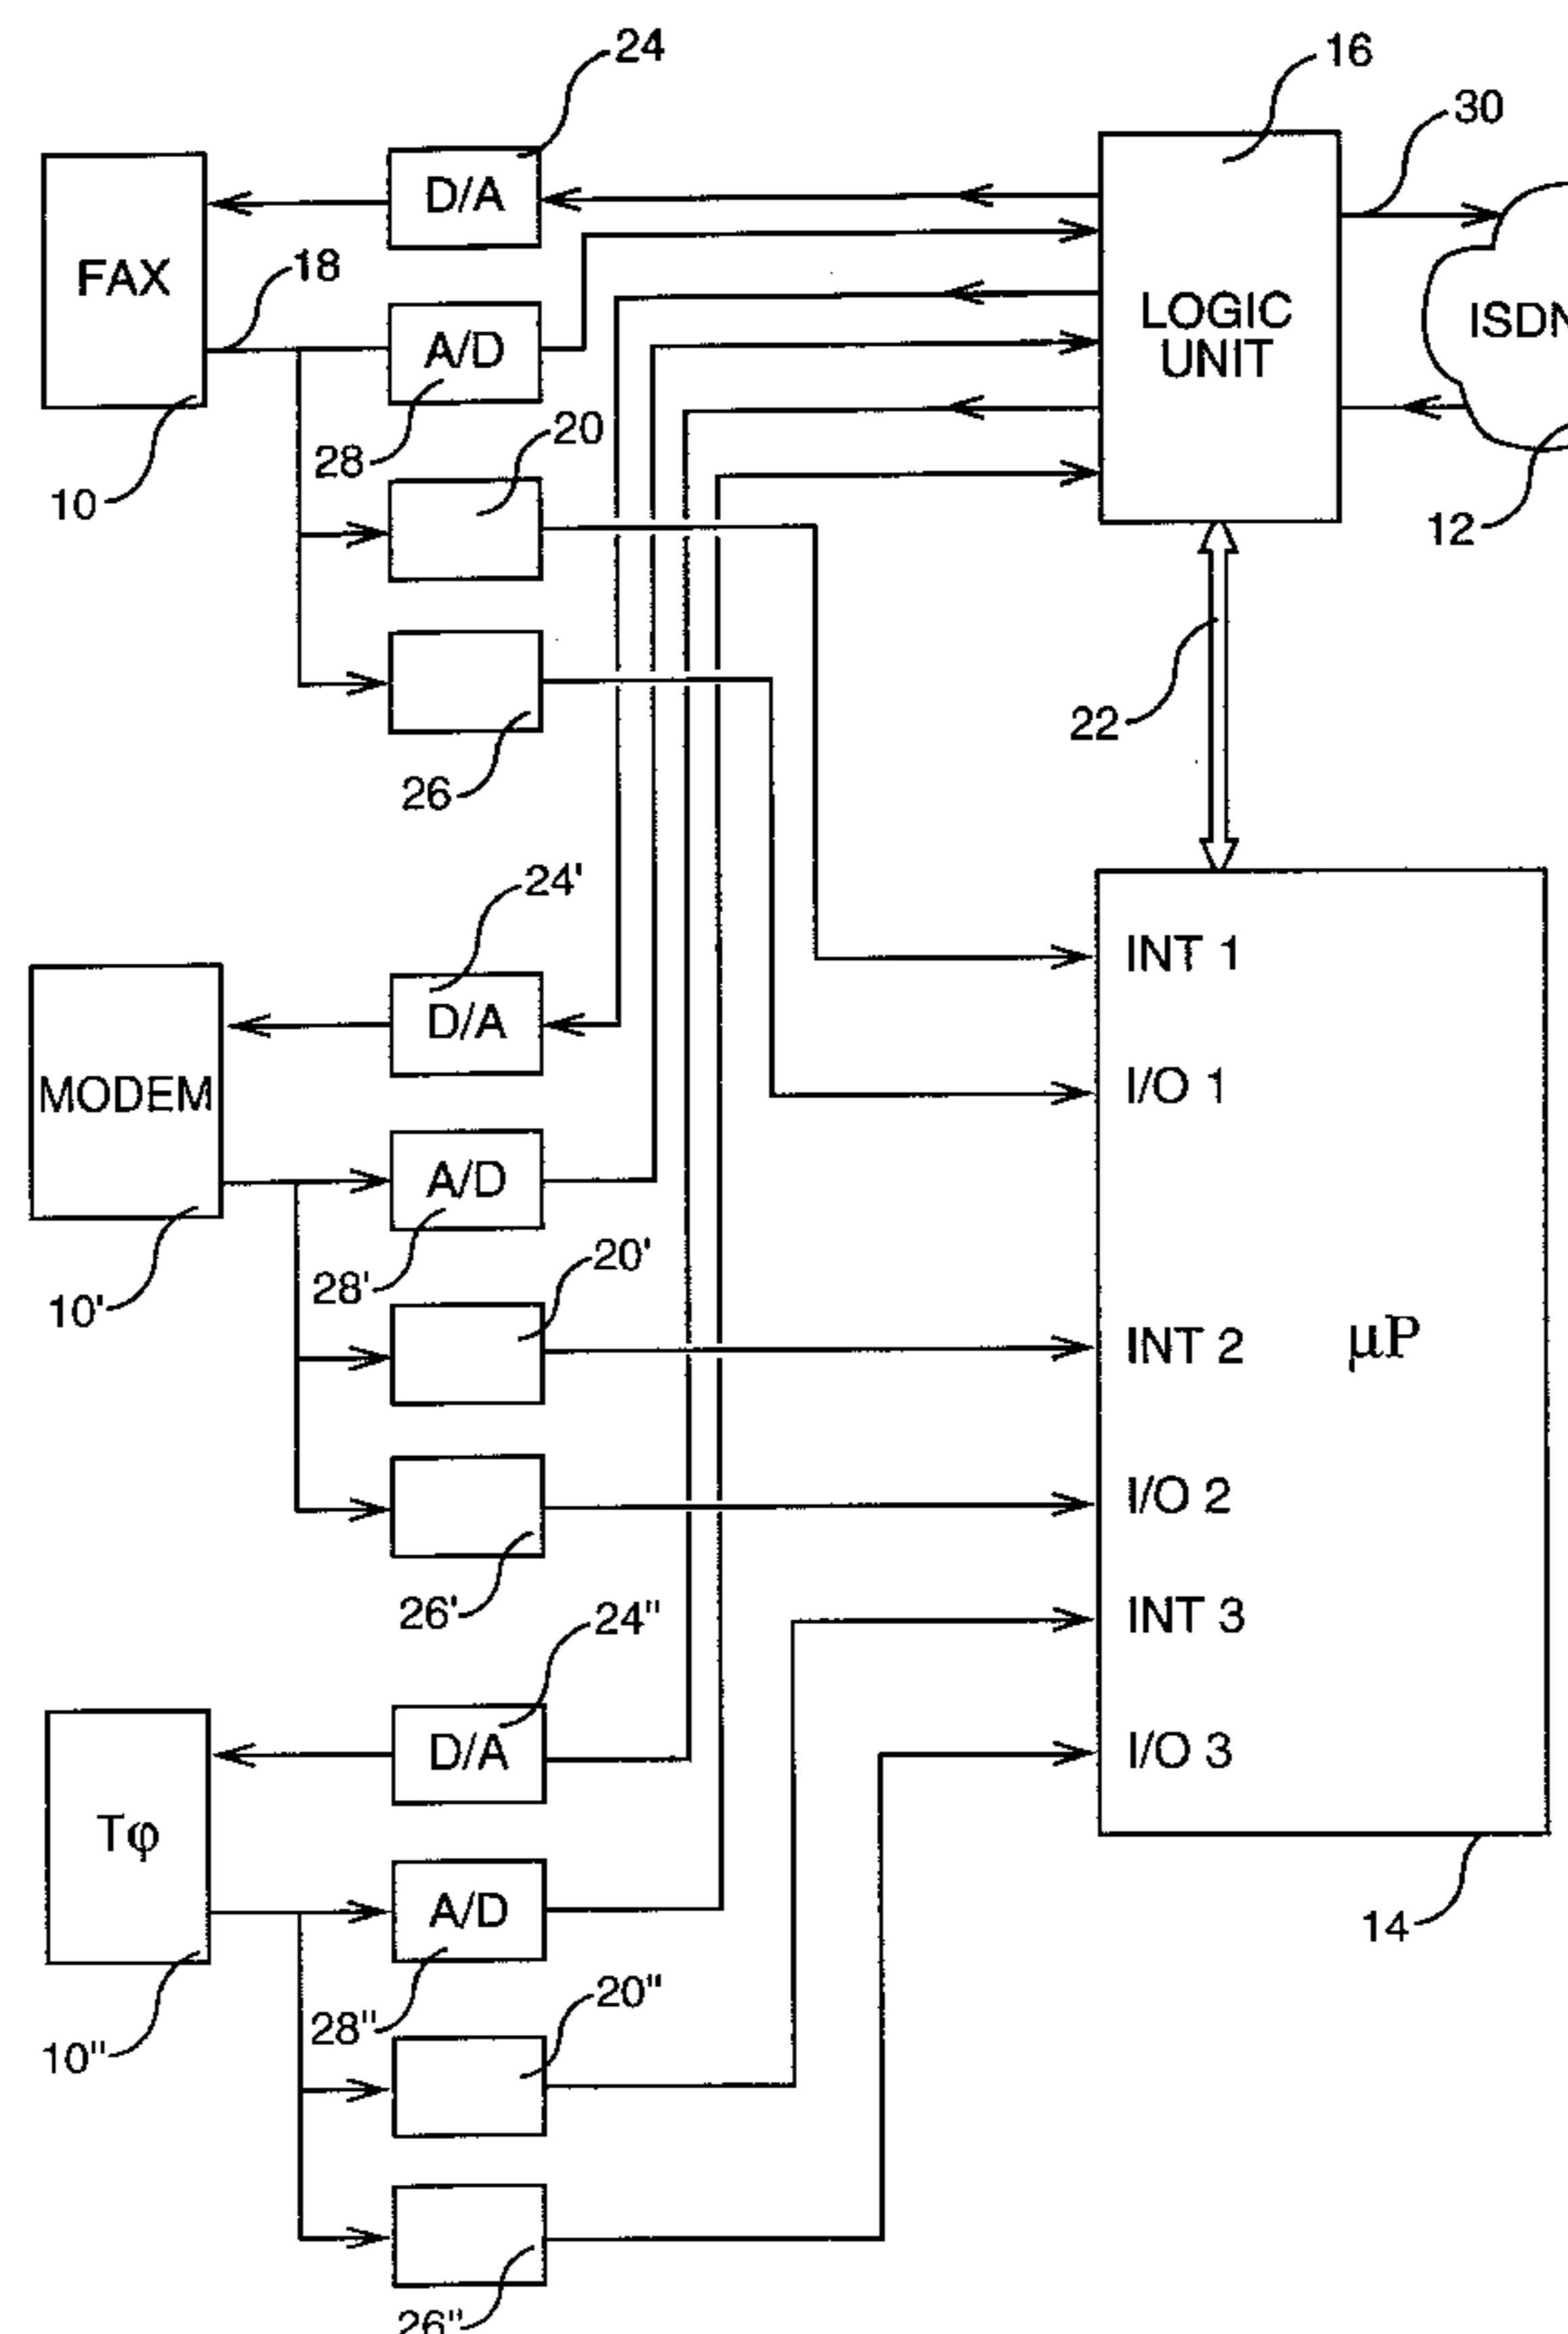 24
16
30
D/A
FAX
18
LOGIC
UNIT
ISDN
A/D
28
20
10
12
22
26
24'
INT 1
D/A
MODEM
I/O 1
A/D
20'
28'
10'
INT 2
µP
I/O 2
26'
24"
INT 3
D/A
I/O 3
Tφ
A/D
14
20"
28"
10"
26"